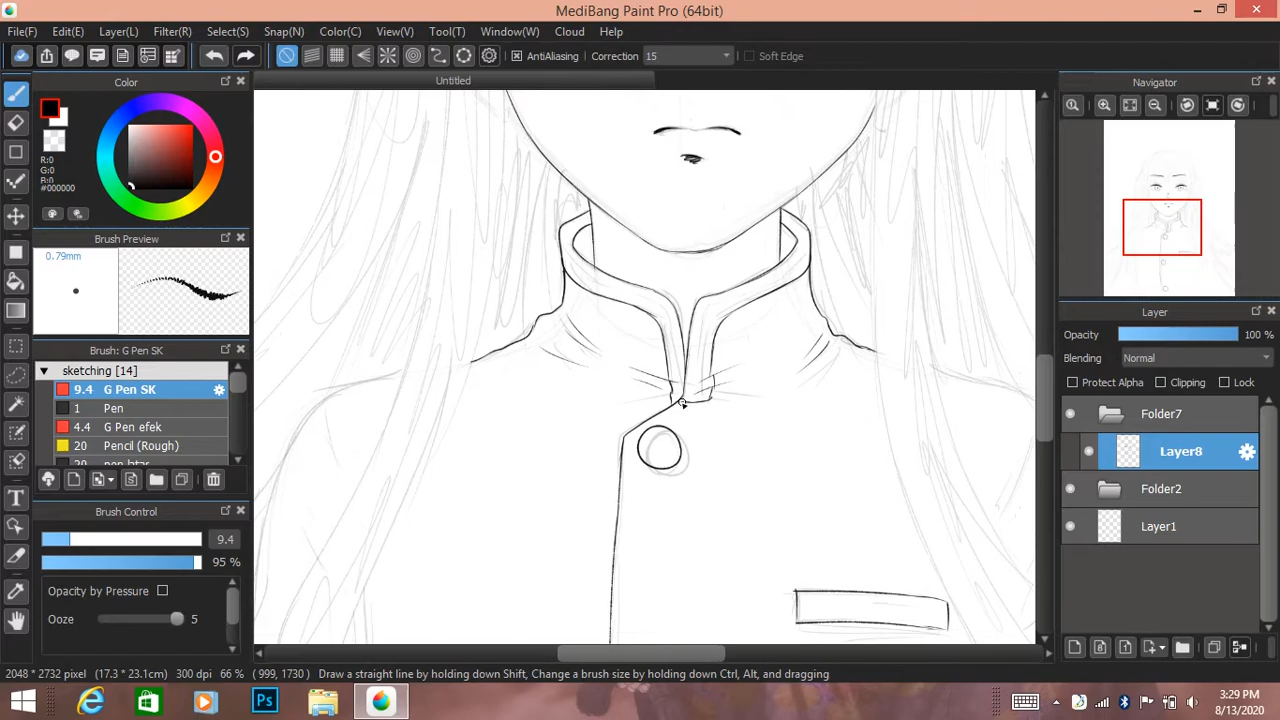 MediBang Paint Pro (64bit)
File(F) Edit(E) Layer(L) Filter(R) Select(S) Snap(N) Color(C) View(V) Tool(T) Window(W) Cloud Help
AntiAliasing Correction 15 Soft Edge
Color
Untitled
Navigator
R:0
G:0
B:0
#000000
Brush Preview
0.79mm
Layer
Opacity 100 %
Brush: G Pen SK
Blending Normal
sketching [14]
Protect Alpha Clipping Lock
9.4 G Pen SK
1 Pen
Folder7
4.4 G Pen efek
20 Pencil (Rough)
Layer8
20 pen btar
Folder2
Brush Control
Layer1
9.4
95 %
Opacity by Pressure
Ooze 5
2048 * 2732 pixel (17.3 * 23.1cm) 300 dpi 66 % ( 999, 1730 ) Draw a straight line by holding down Shift, Change a brush size by holding down Ctrl, Alt, and dragging
Ps
3:29 PM
8/13/2020